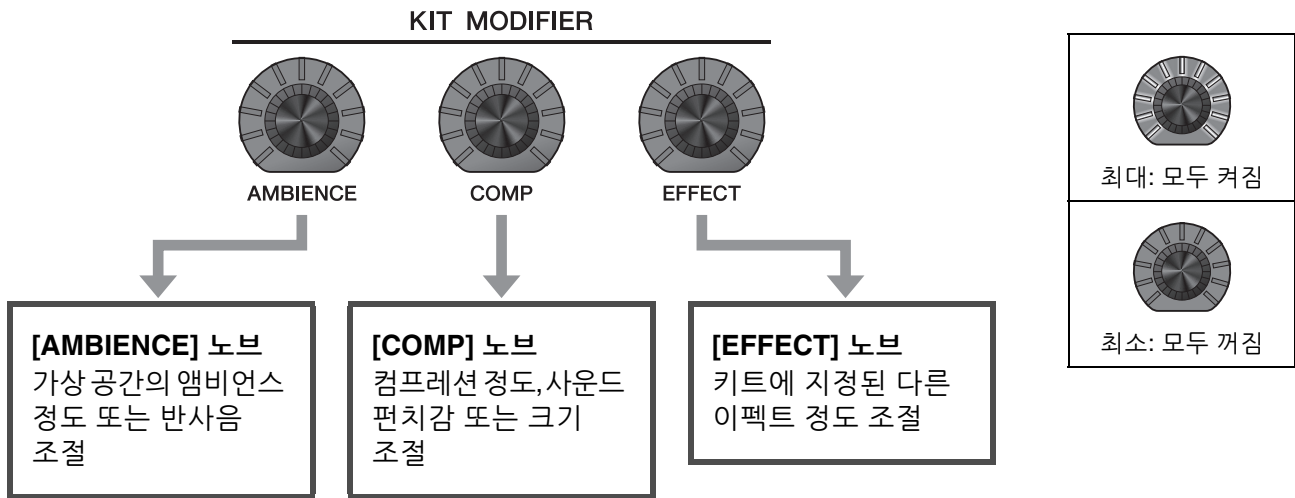 KIT MODIFIER
AMBIENCE
COMP
EFFECT
[AMBIENCE] 노브
가상 공간의 앰비언스
정도 또는 반사음
조절
[COMP] 노브
컴프레션 정도, 사운드
펀치감 또는 크기
조절
[EFFECT] 노브
키트에 지정된 다른
이펙트 정도 조절
최대: 모두 켜짐
최소: 모두 꺼짐